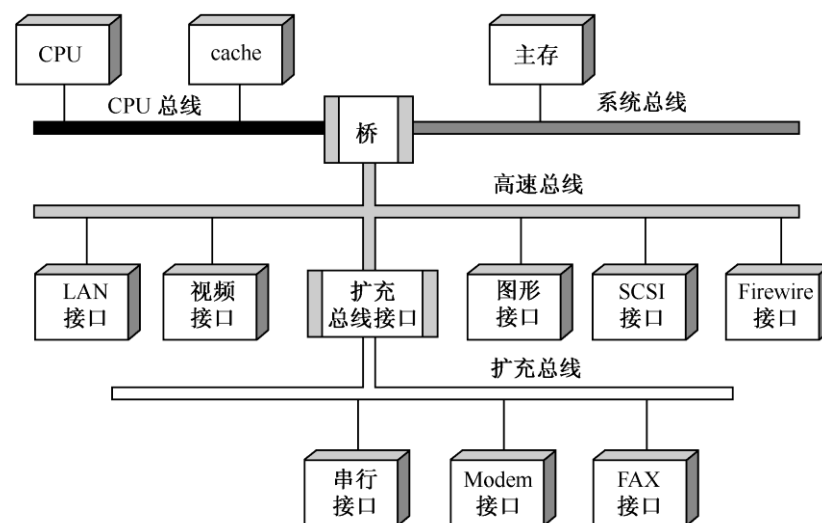 CPU
cache
主存
CPU 总线
桥
系统总线
高速总线
LAN
接口
视频
接口
扩充
总线接口
图形
接口
SCSI
接口
Firewire
接口
扩充总线
串行
接口
Modem
接口
FAX
接口